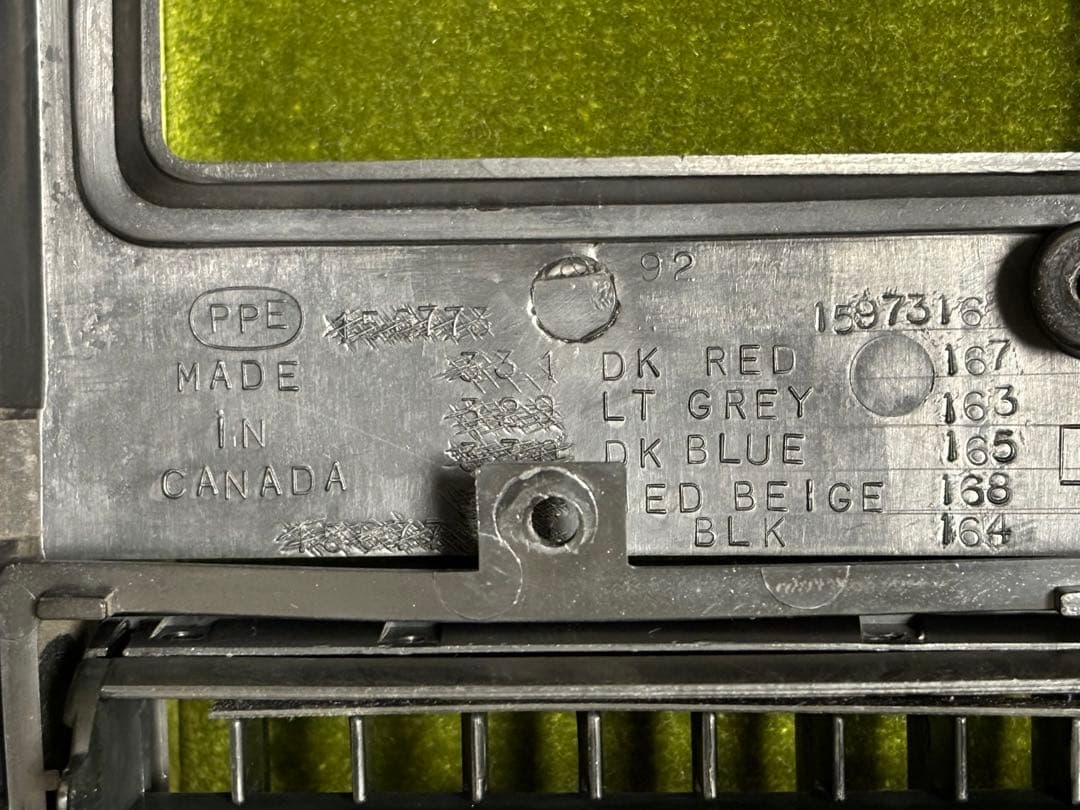 92
PPE 1597316
MADE 331 DK RED 167
LT GREY 163
iN DK BLUE 165
CANADA ED BEIGE 168
BLK 164